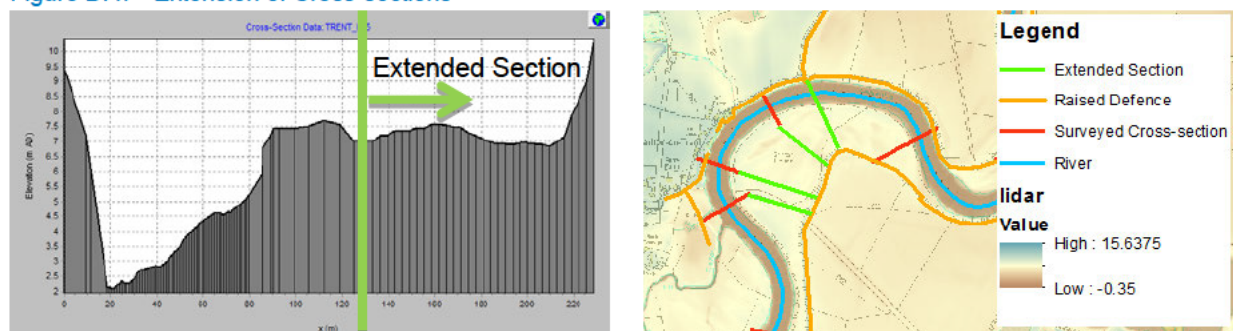 Cross-Section Data: TRENT_
Extended Section
Elevation (m AD)
10
9.5
9
8.5
8
7.5
7
6.5
6
5.5
5
4.5
4
3.5
3
2.5
2
0 20 40 60 80 100 120 140 160 180 200 220
x (m)
Legend
Extended Section
Raised Defence
Surveyed Cross-section
River
lidar
Value
High : 15.6375
Low : -0.35